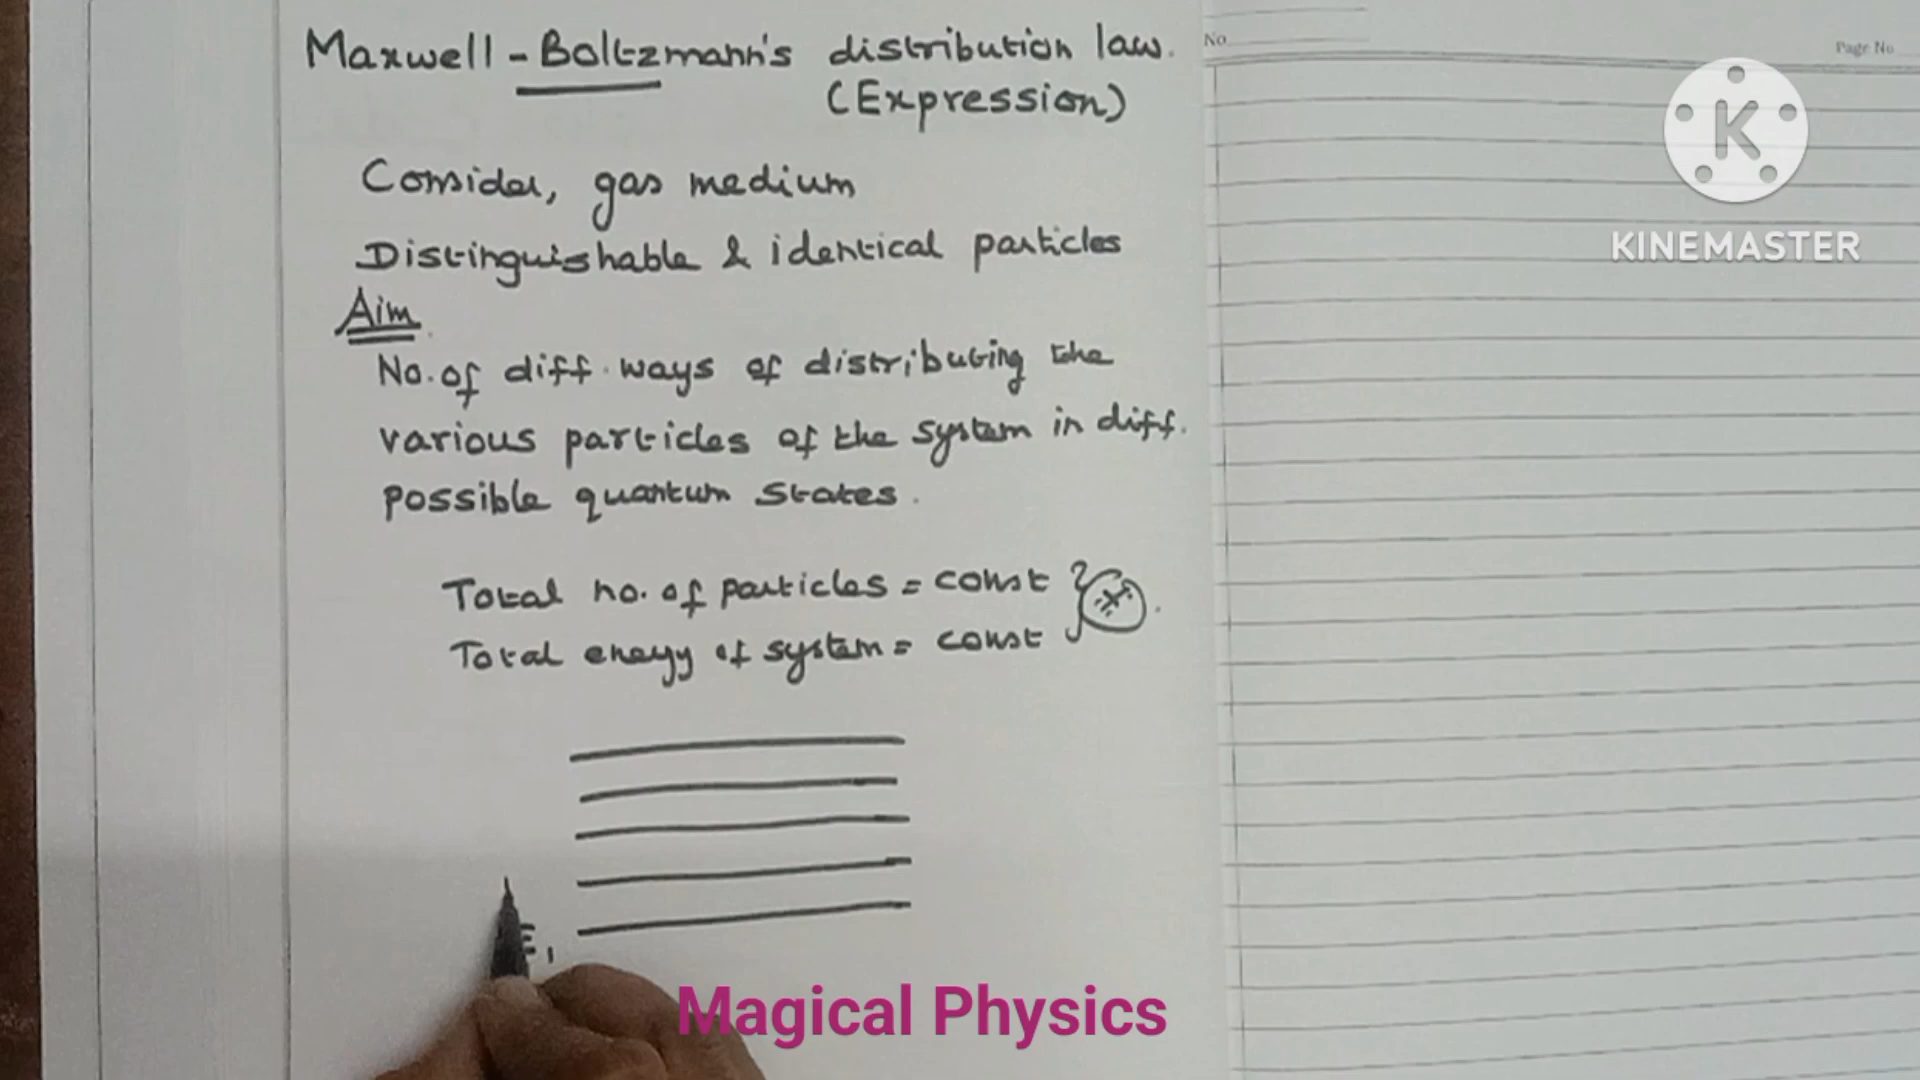 Maxwell - Boltzmann's distribution law.
(Expression)
Consider, gas medium
Distinguishable & identical particles
Aim
No. of diff. ways of distributing the
various particles of the system in diff.
possible quantum states.
Total no. of particles = const
Total energy of system = const
E1
No
Page No
K
KINEMASTER
Magical Physics